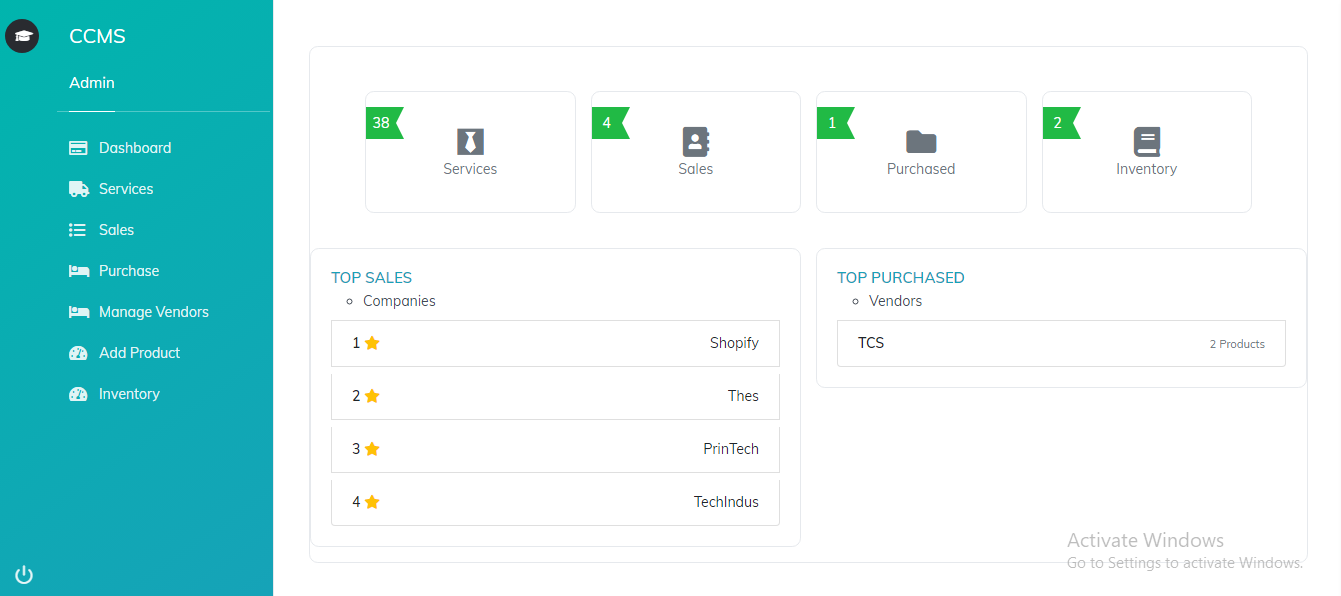 CCMS
Admin
Dashboard
Services
Sales
Purchase
Manage Vendors
Add Product
Inventory
38
Services
4
Sales
1
Purchased
2
Inventory
TOP SALES
Companies
1 Shopify
2 Thes
3 PrinTech
4 TechIndus
TOP PURCHASED
Vendors
TCS 2 Products
Activate Windows
Go to Settings to activate Windows.